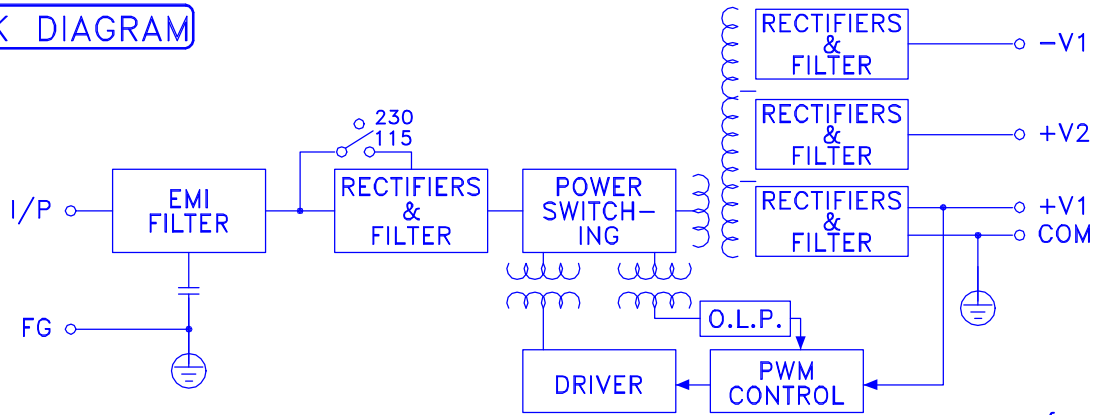 K DIAGRAM
RECTIFIERS
&
FILTER
-V1
RECTIFIERS
&
FILTER
+V2
230
115
I/P
EMI
FILTER
RECTIFIERS
&
FILTER
POWER
SWITCH-
ING
RECTIFIERS
&
FILTER
+V1
COM
FG
O.L.P.
DRIVER
PWM
CONTROL